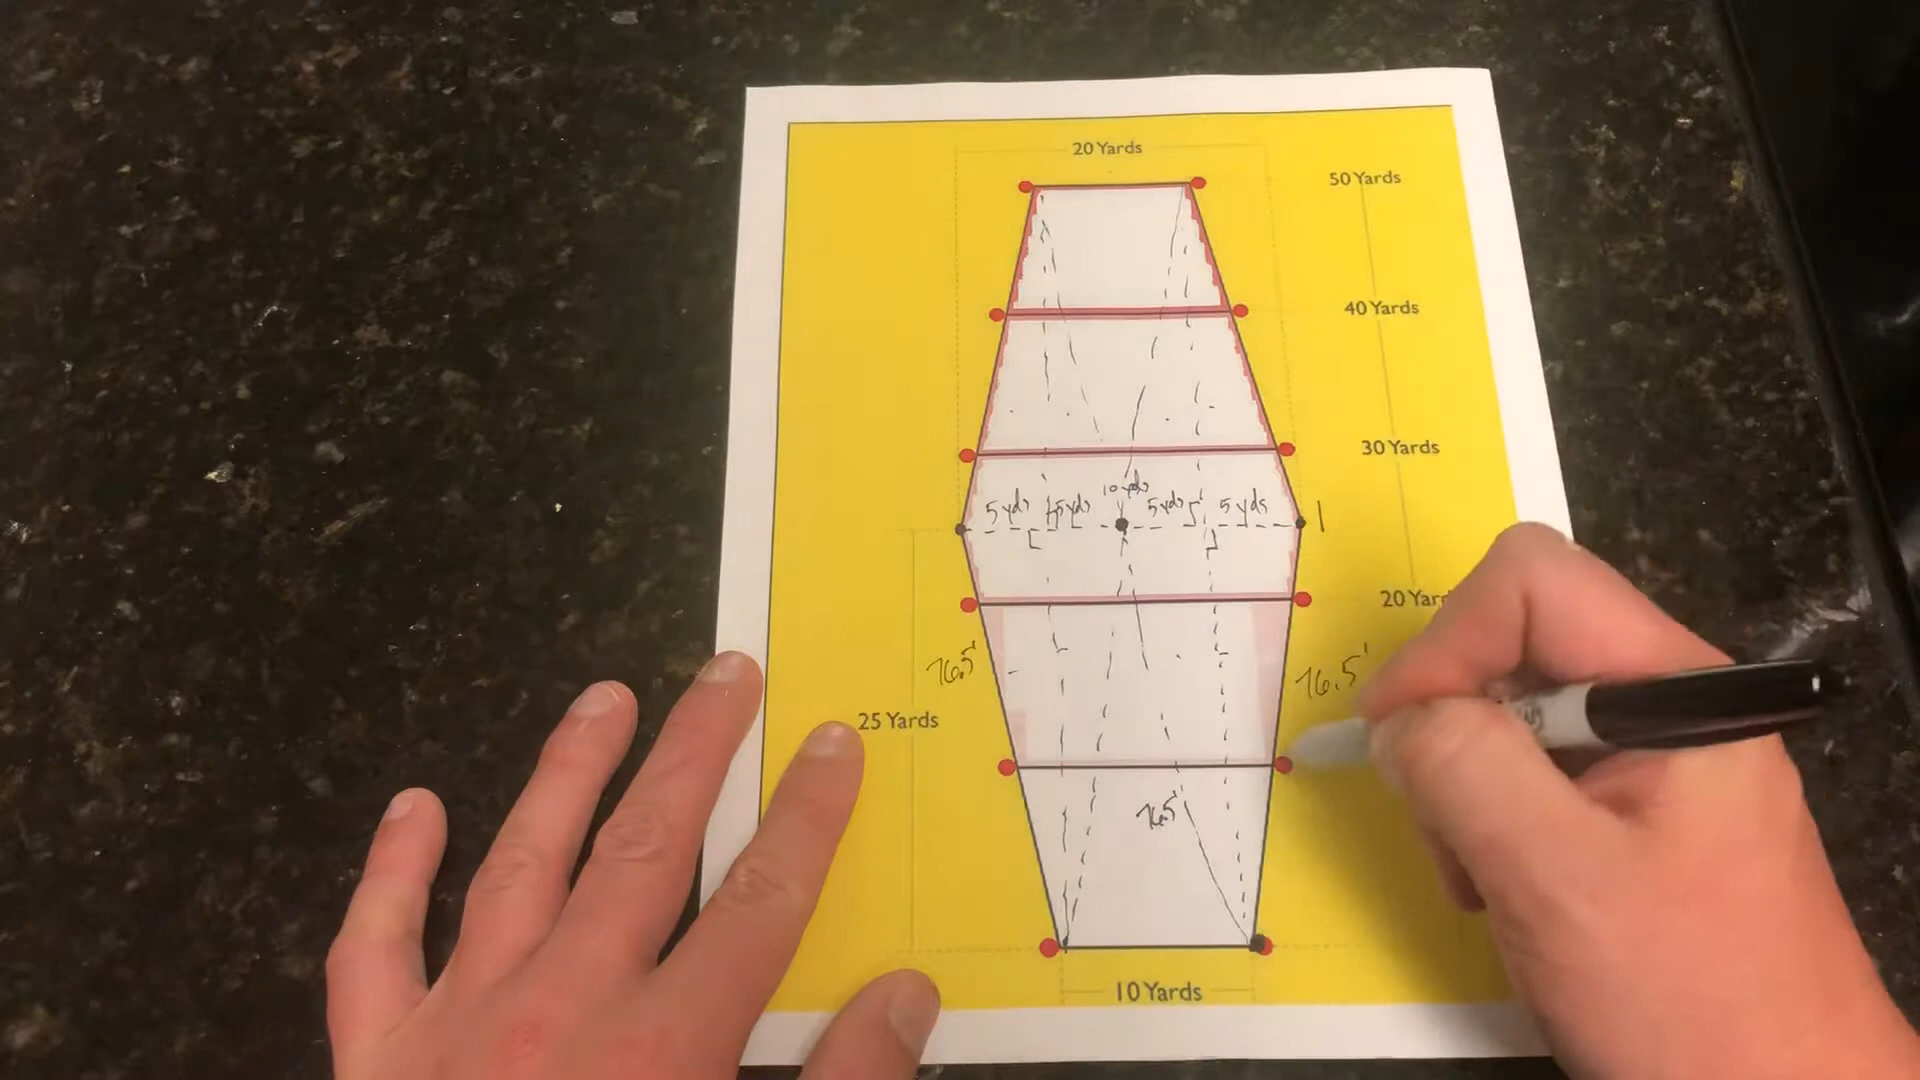 20 Yards
50 Yards
40 Yards
30 Yards
10 yds
5 yds 5 yds 5 yds 5 yds
20 Yar
76.5' 76.5'
25 Yards
76.5'
10 Yards